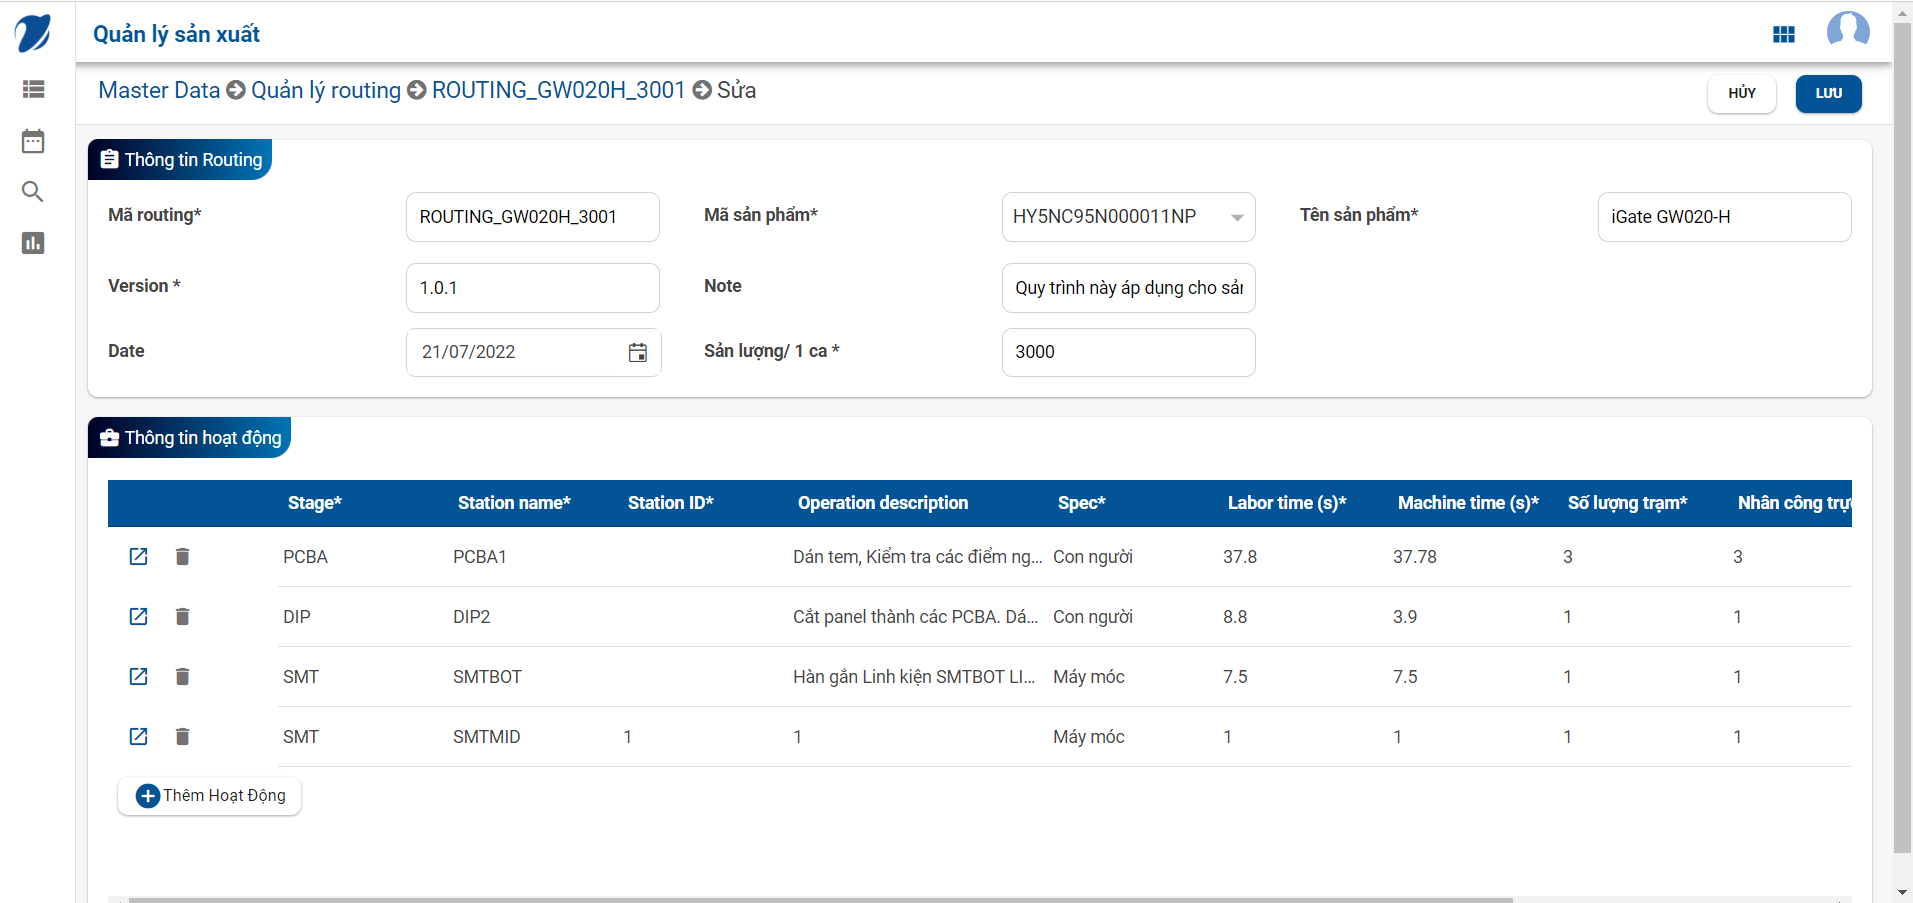 Quản lý sản xuất
Master Data Quản lý routing ROUTING_GW020H_3001 Sửa
HỦY LƯU
Thông tin Routing
Mã routing* ROUTING_GW020H_3001 Mã sản phẩm* HY5NC95N000011NP Tên sản phẩm* iGate GW020-H
Version * 1.0.1 Note Quy trình này áp dụng cho sản
Date 21/07/2022 Sản lượng/ 1 ca * 3000
Thông tin hoạt động
Stage* Station name* Station ID* Operation description Spec* Labor time (s)* Machine time (s)* Số lượng trạm* Nhân công trực
PCBA PCBA1 Dán tem, Kiểm tra các điểm ng... Con người 37.8 37.78 3 3
DIP DIP2 Cắt panel thành các PCBA. Dá... Con người 8.8 3.9 1 1
SMT SMTBOT Hàn gắn Linh kiện SMTBOT LI... Máy móc 7.5 7.5 1 1
SMT SMTMID 1 1 Máy móc 1 1 1 1
Thêm Hoạt Động